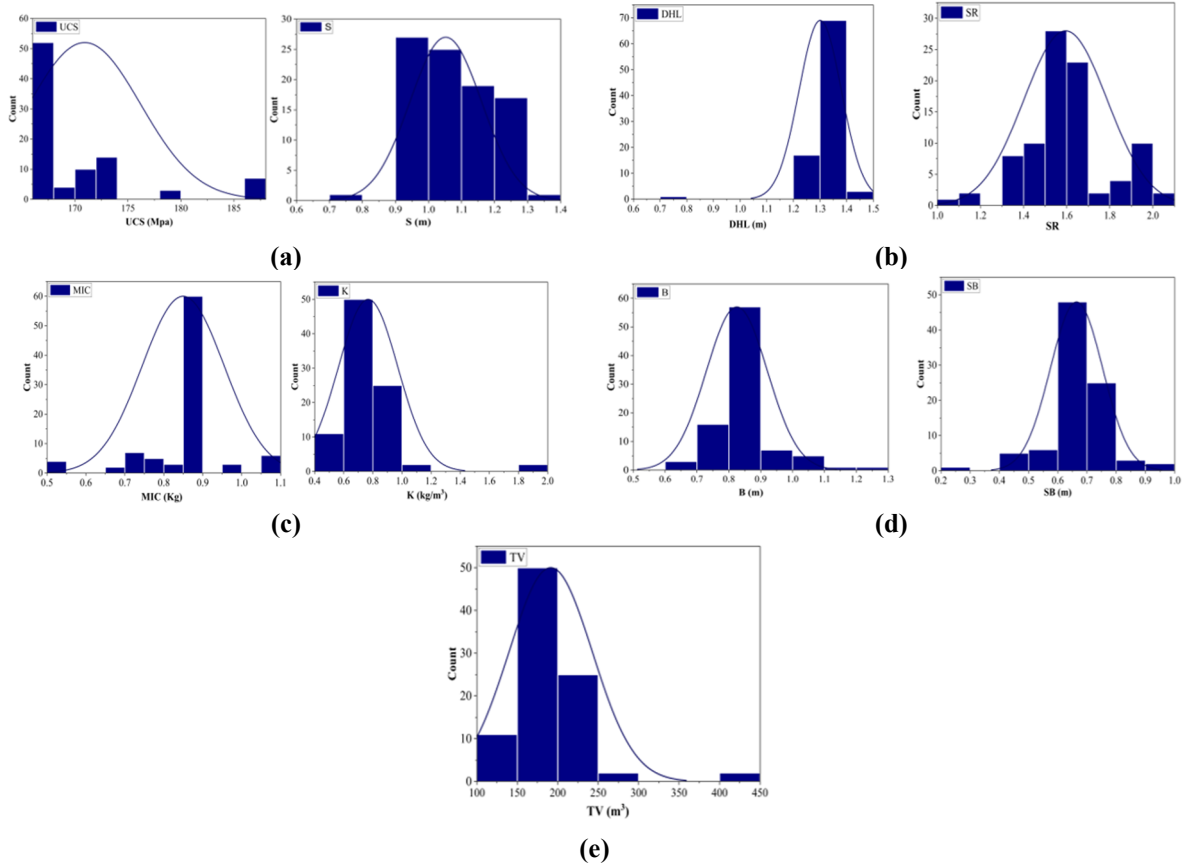 UCS
60
50
40
30
20
10
0
Count
170 175 180 185
UCS (Mpa)
S
30
25
20
15
10
5
0
Count
0.6 0.7 0.8 0.9 1.0 1.1 1.2 1.3 1.4
S (m)
(a)
DHL
70
60
50
40
30
20
10
0
Count
0.6 0.7 0.8 0.9 1.0 1.1 1.2 1.3 1.4 1.5
DHL (m)
SR
30
25
20
15
10
5
0
Count
1.0 1.2 1.4 1.6 1.8 2.0
SR
(b)
MIC
60
50
40
30
20
10
0
Count
0.5 0.6 0.7 0.8 0.9 1.0 1.1
MIC (Kg)
K
50
40
30
20
10
0
Count
0.4 0.6 0.8 1.0 1.2 1.4 1.6 1.8 2.0
K (kg/m³)
(c)
B
60
50
40
30
20
10
0
Count
0.5 0.6 0.7 0.8 0.9 1.0 1.1 1.2 1.3
B (m)
SB
50
40
30
20
10
0
Count
0.2 0.3 0.4 0.5 0.6 0.7 0.8 0.9 1.0
SB (m)
(d)
TV
50
40
30
20
10
0
Count
100 150 200 250 300 350 400 450
TV (m³)
(e)